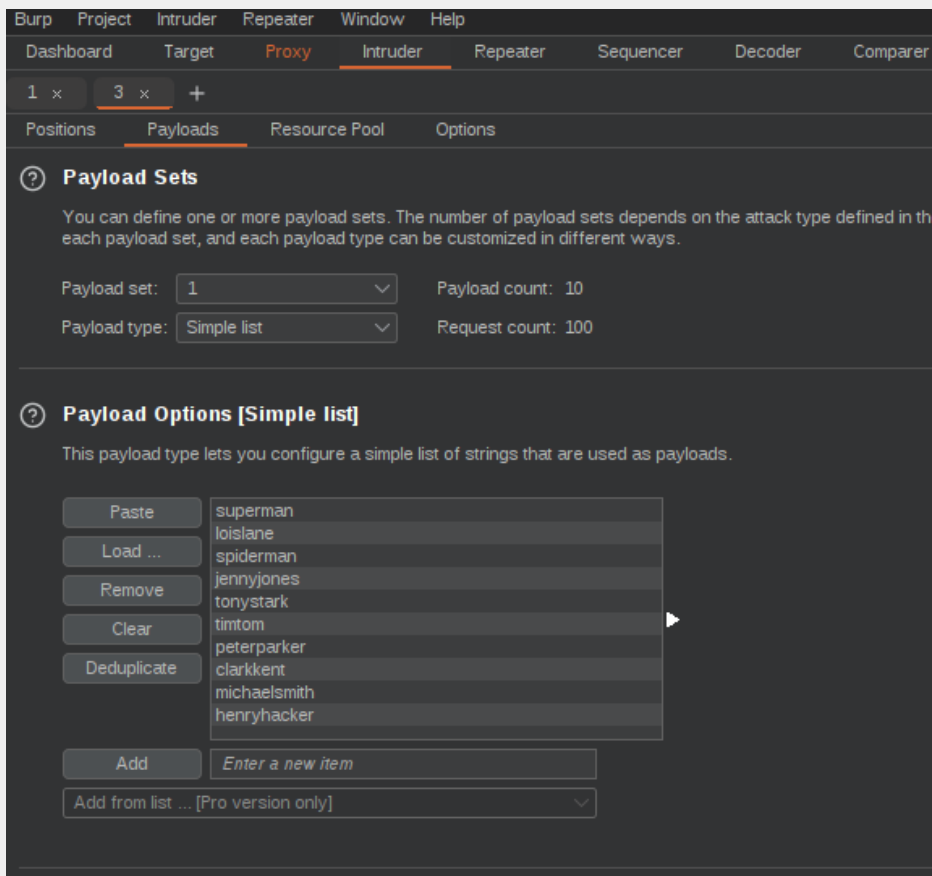 Burp Project Intruder Repeater Window Help
Dashboard Target Proxy Intruder Repeater Sequencer Decoder Comparer
1 × 3 × +
Positions Payloads Resource Pool Options
? Payload Sets
You can define one or more payload sets. The number of payload sets depends on the attack type defined in th
each payload set, and each payload type can be customized in different ways.
Payload set: 1 Payload count: 10
Payload type: Simple list Request count: 100
? Payload Options [Simple list]
This payload type lets you configure a simple list of strings that are used as payloads.
Paste
Load ...
Remove
Clear
Deduplicate
superman
loislane
spiderman
jennyjones
tonystark
timtom
peterparker
clarkkent
michaelsmith
henryhacker
Add Enter a new item
Add from list ... [Pro version only]